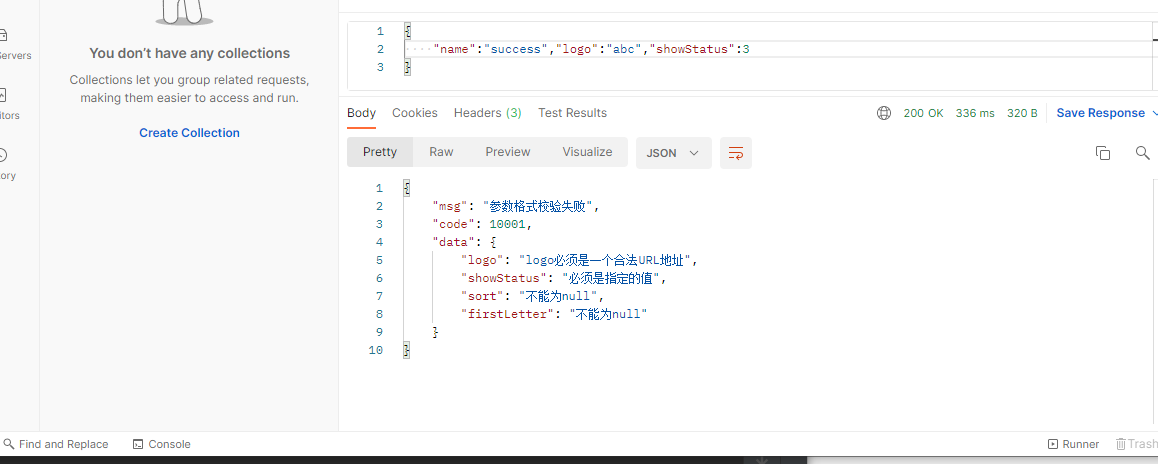 You don't have any collections
Collections let you group related requests,
making them easier to access and run.
Create Collection
Servers
itors
ory
1 {
2 "name":"success","logo":"abc","showStatus":3
3 }
Body Cookies Headers (3) Test Results 200 OK 336 ms 320 B Save Response
Pretty Raw Preview Visualize JSON
1 {
2 "msg": "参数格式校验失败",
3 "code": 10001,
4 "data": {
5 "logo": "logo必须是一个合法URL地址",
6 "showStatus": "必须是指定的值",
7 "sort": "不能为null",
8 "firstLetter": "不能为null"
9 }
10 }
Find and Replace Console Runner Trash